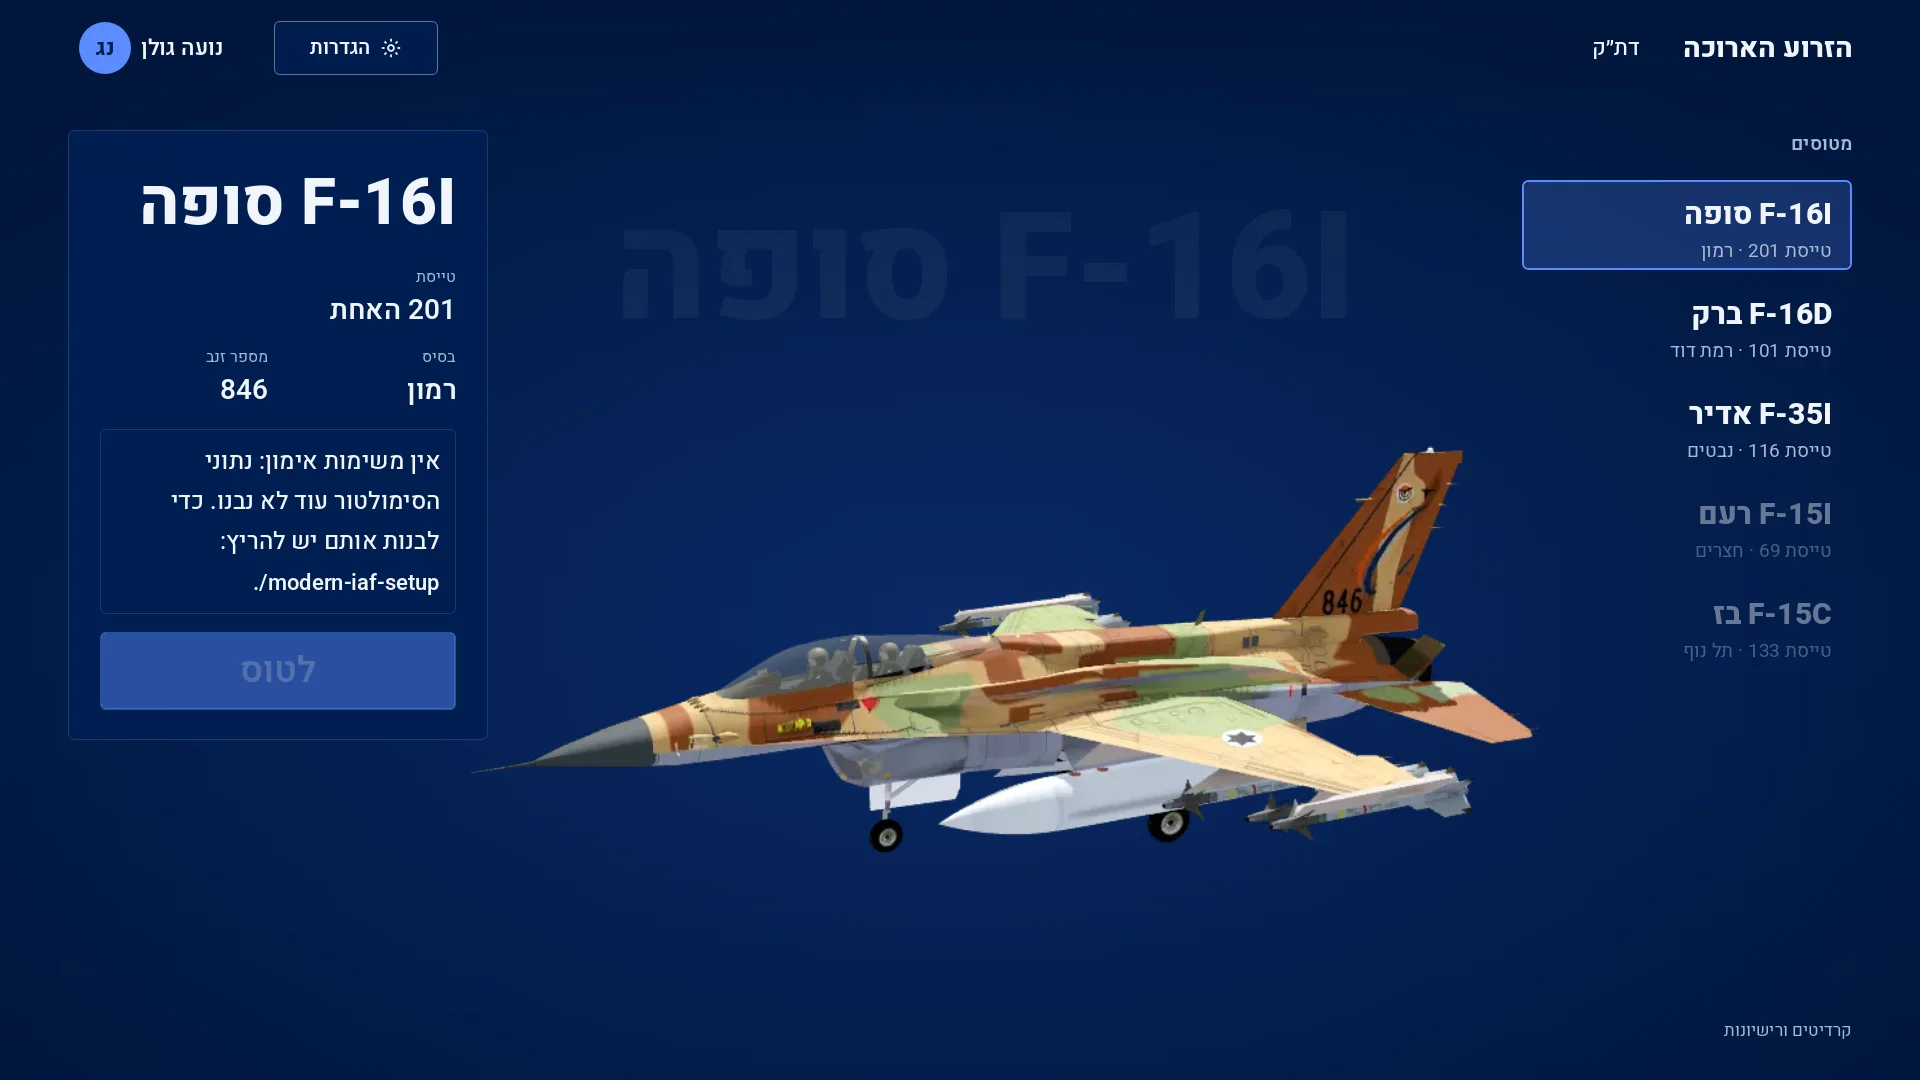 הזרוע הארוכה
דת״ק
הגדרות
נועה גולן
נג
מטוסים
F-16I סופה
טייסת 201 · רמון
F-16D ברק
טייסת 101 · רמת דוד
F-35I אדיר
טייסת 116 · נבטים
F-15I רעם
טייסת 69 · חצרים
F-15C בז
טייסת 133 · תל נוף
F-16I סופה
846
F-16I סופה
טייסת
201 האחת
בסיס
רמון
מספר זנב
846
אין משימות אימון: נתוני
הסימולטור עוד לא נבנו. כדי
לבנות אותם יש להריץ:
./modern-iaf-setup
לטוס
קרדיטים ורישיונות